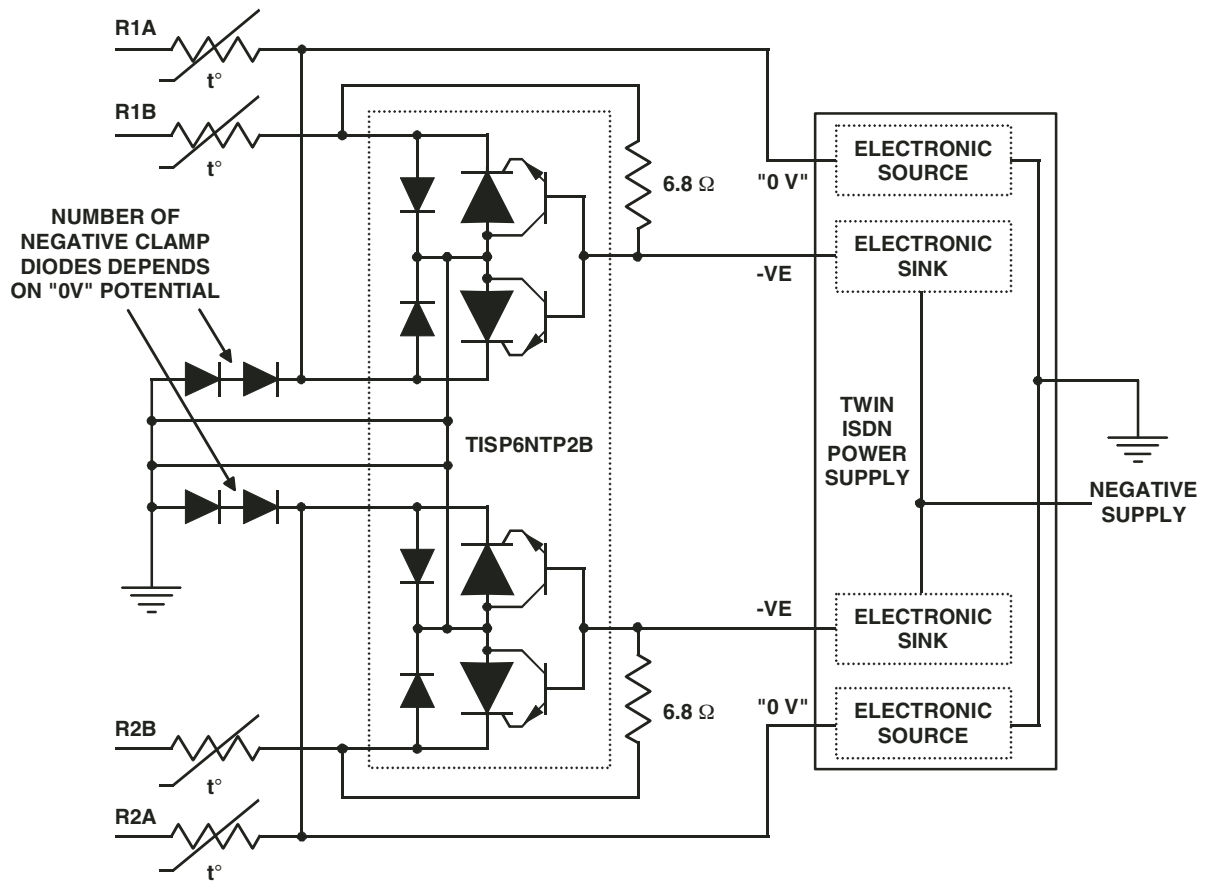 R1A
t°
R1B
t°
NUMBER OF
NEGATIVE CLAMP
DIODES DEPENDS
ON "0V" POTENTIAL
6.8 Ω
"0 V"
-VE
ELECTRONIC
SOURCE
ELECTRONIC
SINK
TISP6NTP2B
TWIN
ISDN
POWER
SUPPLY
NEGATIVE
SUPPLY
-VE
ELECTRONIC
SINK
6.8 Ω
"0 V"
ELECTRONIC
SOURCE
R2B
t°
R2A
t°